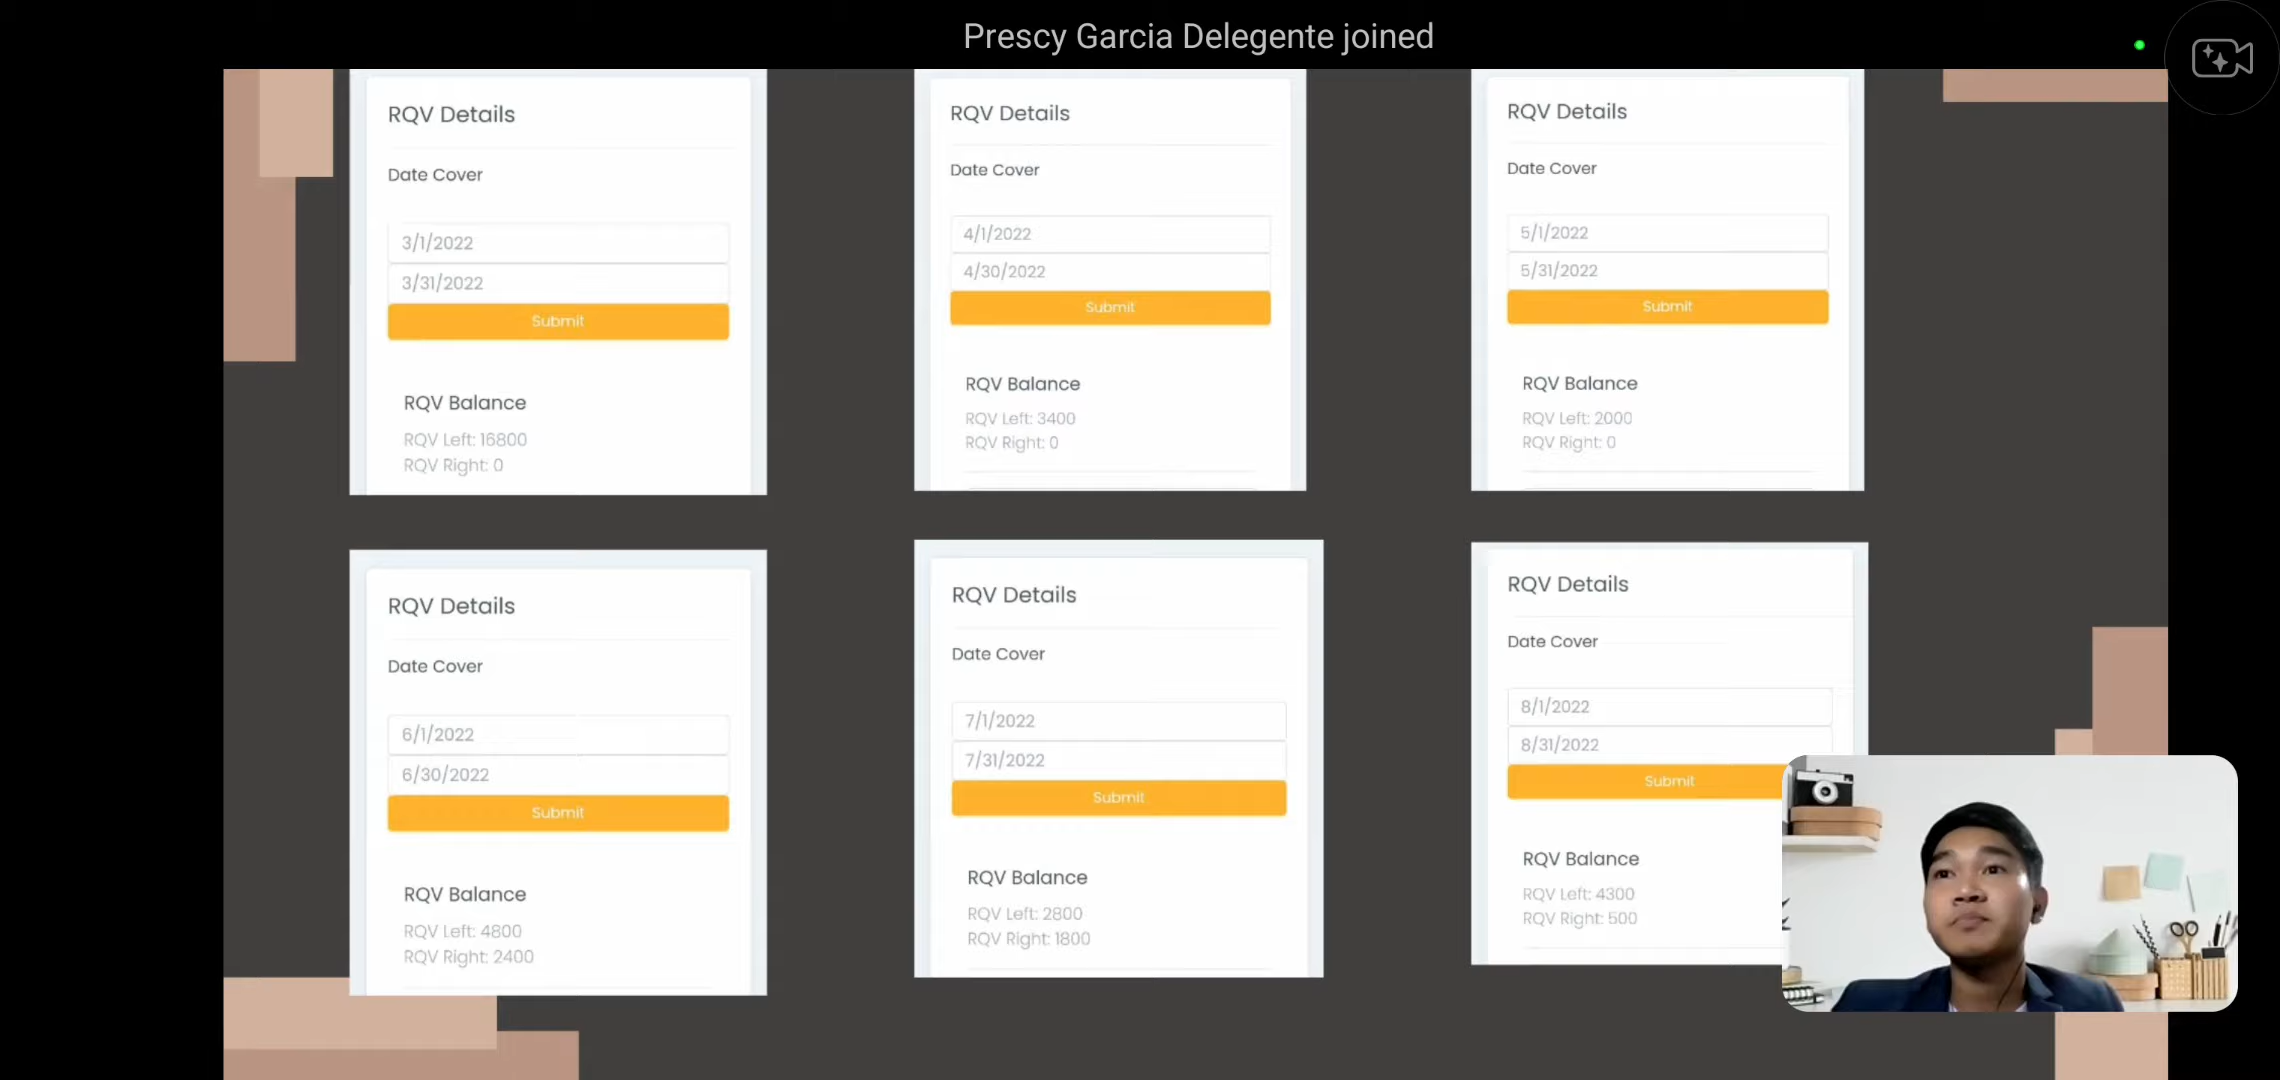 Prescy Garcia Delegente joined
RQV Details
Date Cover
3/1/2022
3/31/2022
Submit
RQV Balance
RQV Left: 16800
RQV Right: 0
RQV Details
Date Cover
4/1/2022
4/30/2022
Submit
RQV Balance
RQV Left: 3400
RQV Right: 0
RQV Details
Date Cover
5/1/2022
5/31/2022
Submit
RQV Balance
RQV Left: 2000
RQV Right: 0
RQV Details
Date Cover
6/1/2022
6/30/2022
Submit
RQV Balance
RQV Left: 4800
RQV Right: 2400
RQV Details
Date Cover
7/1/2022
7/31/2022
Submit
RQV Balance
RQV Left: 2800
RQV Right: 1800
RQV Details
Date Cover
8/1/2022
8/31/2022
Submit
RQV Balance
RQV Left: 4300
RQV Right: 500